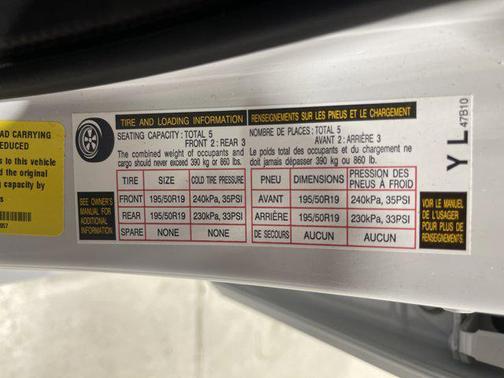 AD CARRYING
EDUCED
s to this vehicle
ed the original
capacity by
TIRE AND LOADING INFORMATION
SEATING CAPACITY : TOTAL 5
FRONT 2 : REAR 3
The combined weight of occupants and
cargo should never exceed 390 kg or 860 lbs.
RENSEIGNEMENTS SUR LES PNEUS ET LE CHARGEMENT
NOMBRE DE PLACES : TOTAL 5
AVANT 2 : ARRIÈRE 3
Le poids total des occupants et du chargement ne
doit jamais dépasser 390 kg ou 860 lb.
SEE OWNER'S
MANUAL FOR
ADDITIONAL
INFORMATION
TIRE SIZE COLD TIRE PRESSURE
FRONT 195/50R19 240kPa, 35PSI
REAR 195/50R19 230kPa, 33PSI
SPARE NONE NONE
PNEU DIMENSIONS PRESSION DES
PNEUS À FROID
AVANT 195/50R19 240kPa, 35PSI
ARRIÈRE 195/50R19 230kPa, 33PSI
DE SECOURS AUCUN AUCUN
VOIR LE MANUEL
DE L'USAGER
POUR PLUS DE
RENSEIGNEMENTS.
Y L 47B10